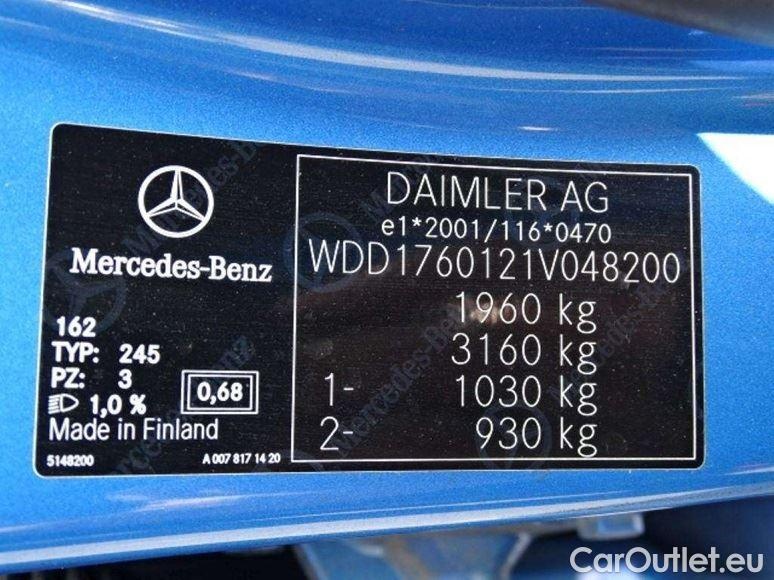 Mercedes-Benz
162
TYP: 245
PZ: 3
1,0 %
0,68
Made in Finland
5148200
A 007 817 14 20
DAIMLER AG
e1*2001/116*0470
WDD1760121V048200
1960 kg
3160 kg
1- 1030 kg
2- 930 kg
CarOutlet.eu